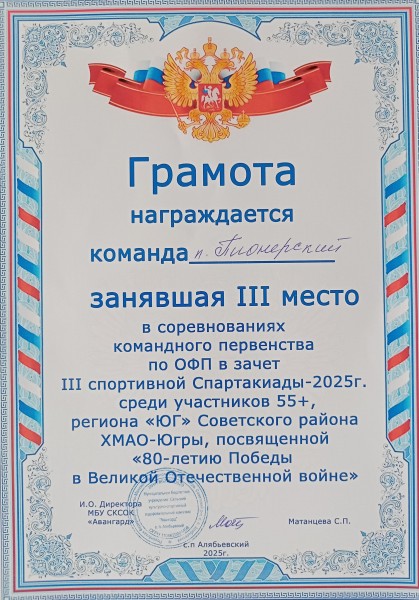 Грамота
награждается
команда п. Пионерский
занявшая III место
в соревнованиях
командного первенства
по ОФП в зачет
III спортивной Спартакиады-2025г.
среди участников 55+,
региона «ЮГ» Советского района
ХМАО-Югры, посвященной
«80-летию Победы
в Великой Отечественной войне»
И.О. Директора
МБУ СКСОК
«Авангард»
Матанцева С.П.
с.п Алябьевский
2025г.